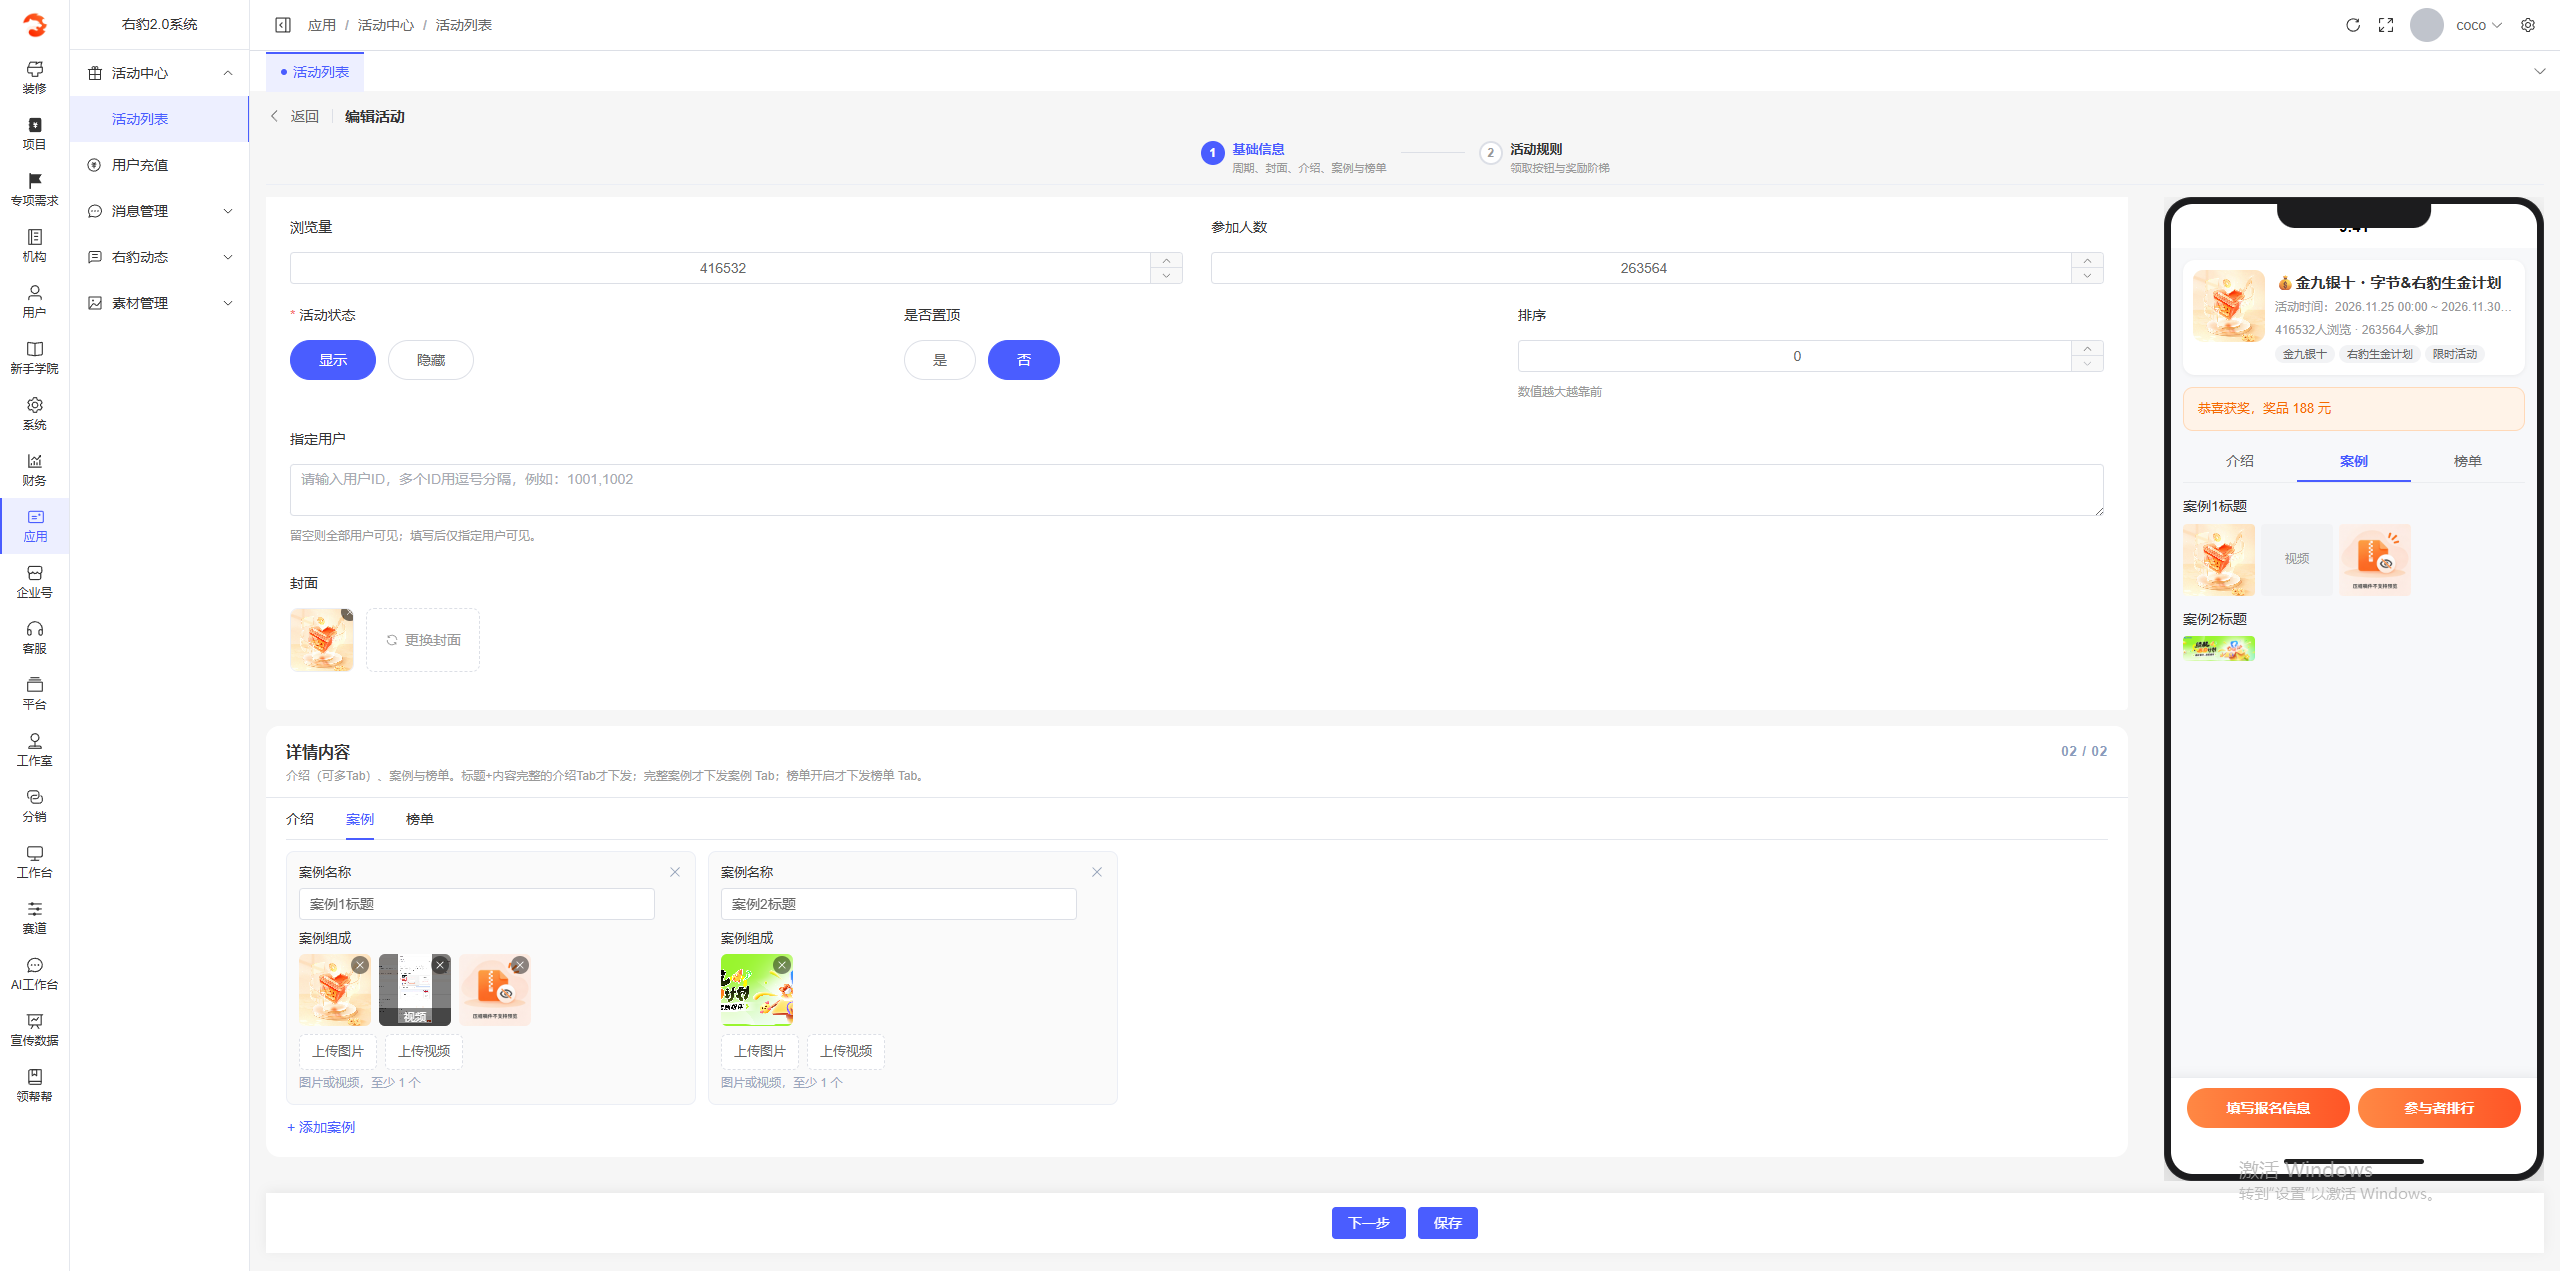 右豹2.0系统
应用 / 活动中心 / 活动列表
coco
装修
项目
专项需求
机构
用户
新手学院
系统
财务
应用
企业号
客服
平台
工作室
分销
工作台
赛道
AI工作台
宣传数据
领帮帮
活动中心
活动列表
用户充值
消息管理
右豹动态
素材管理
活动列表
返回
编辑活动
1 基础信息
周期、封面、介绍、案例与榜单
2 活动规则
领取按钮与奖励阶梯
浏览量
416532
参加人数
263564
* 活动状态
显示 隐藏
是否置顶
是 否
排序
0
数值越大越靠前
指定用户
请输入用户ID，多个ID用逗号分隔，例如：1001,1002
留空则全部用户可见；填写后仅指定用户可见。
封面
更换封面
详情内容
02 / 02
介绍（可多Tab）、案例与榜单。标题+内容完整的介绍Tab才下发；完整案例才下发案例 Tab；榜单开启才下发榜单 Tab。
介绍 案例 榜单
案例名称
案例1标题
案例组成
视频
压缩稿件不支持预览
上传图片 上传视频
图片或视频，至少 1 个
案例名称
案例2标题
案例组成
计划
上传图片 上传视频
图片或视频，至少 1 个
+ 添加案例
下一步 保存
金九银十 · 字节&右豹生金计划
活动时间：2026.11.25 00:00 ~ 2026.11.30...
416532人浏览 · 263564人参加
金九银十 右豹生金计划 限时活动
恭喜获奖，奖品 188 元
介绍 案例 榜单
案例1标题
视频
压缩稿件不支持预览
案例2标题
填写报名信息 参与者排行
激活 Windows
转到"设置"以激活 Windows。